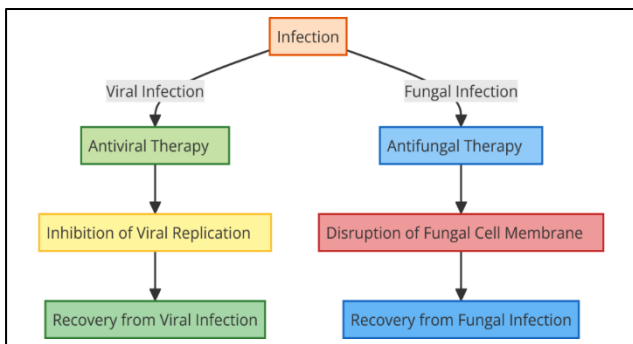 Infection
Viral Infection
Fungal Infection
Antiviral Therapy
Antifungal Therapy
Inhibition of Viral Replication
Disruption of Fungal Cell Membrane
Recovery from Viral Infection
Recovery from Fungal Infection